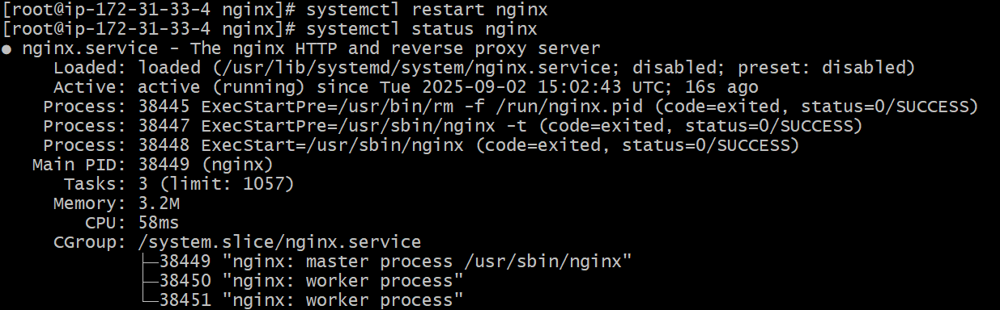 [root@ip-172-31-33-4 nginx]# systemctl restart nginx
[root@ip-172-31-33-4 nginx]# systemctl status nginx
● nginx.service - The nginx HTTP and reverse proxy server
     Loaded: loaded (/usr/lib/systemd/system/nginx.service; disabled; preset: disabled)
     Active: active (running) since Tue 2025-09-02 15:02:43 UTC; 16s ago
    Process: 38445 ExecStartPre=/usr/bin/rm -f /run/nginx.pid (code=exited, status=0/SUCCESS)
    Process: 38447 ExecStartPre=/usr/sbin/nginx -t (code=exited, status=0/SUCCESS)
    Process: 38448 ExecStart=/usr/sbin/nginx (code=exited, status=0/SUCCESS)
   Main PID: 38449 (nginx)
      Tasks: 3 (limit: 1057)
     Memory: 3.2M
        CPU: 58ms
     CGroup: /system.slice/nginx.service
             ├─38449 "nginx: master process /usr/sbin/nginx"
             ├─38450 "nginx: worker process"
             └─38451 "nginx: worker process"